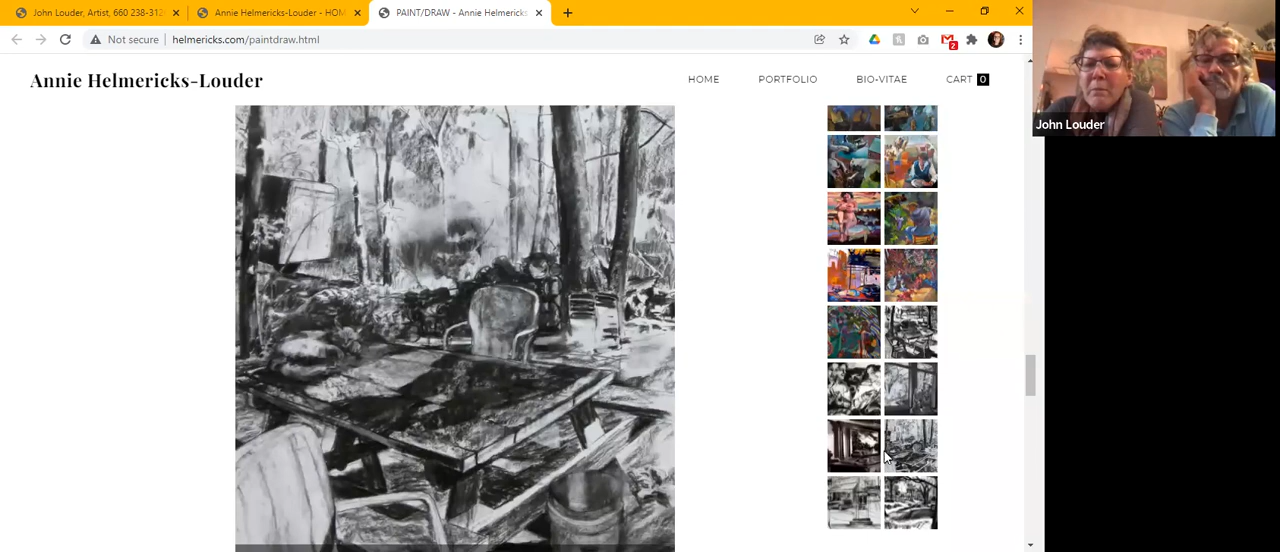 John Louder, Artist, 660 238-312
Annie Helmericks-Louder - HOM
PAINT/DRAW - Annie Helmericks
Not secure
helmericks.com/paintdraw.html
2
Annie Helmericks-Louder
HOME
PORTFOLIO
BIO-VITAE
CART 0
John Louder